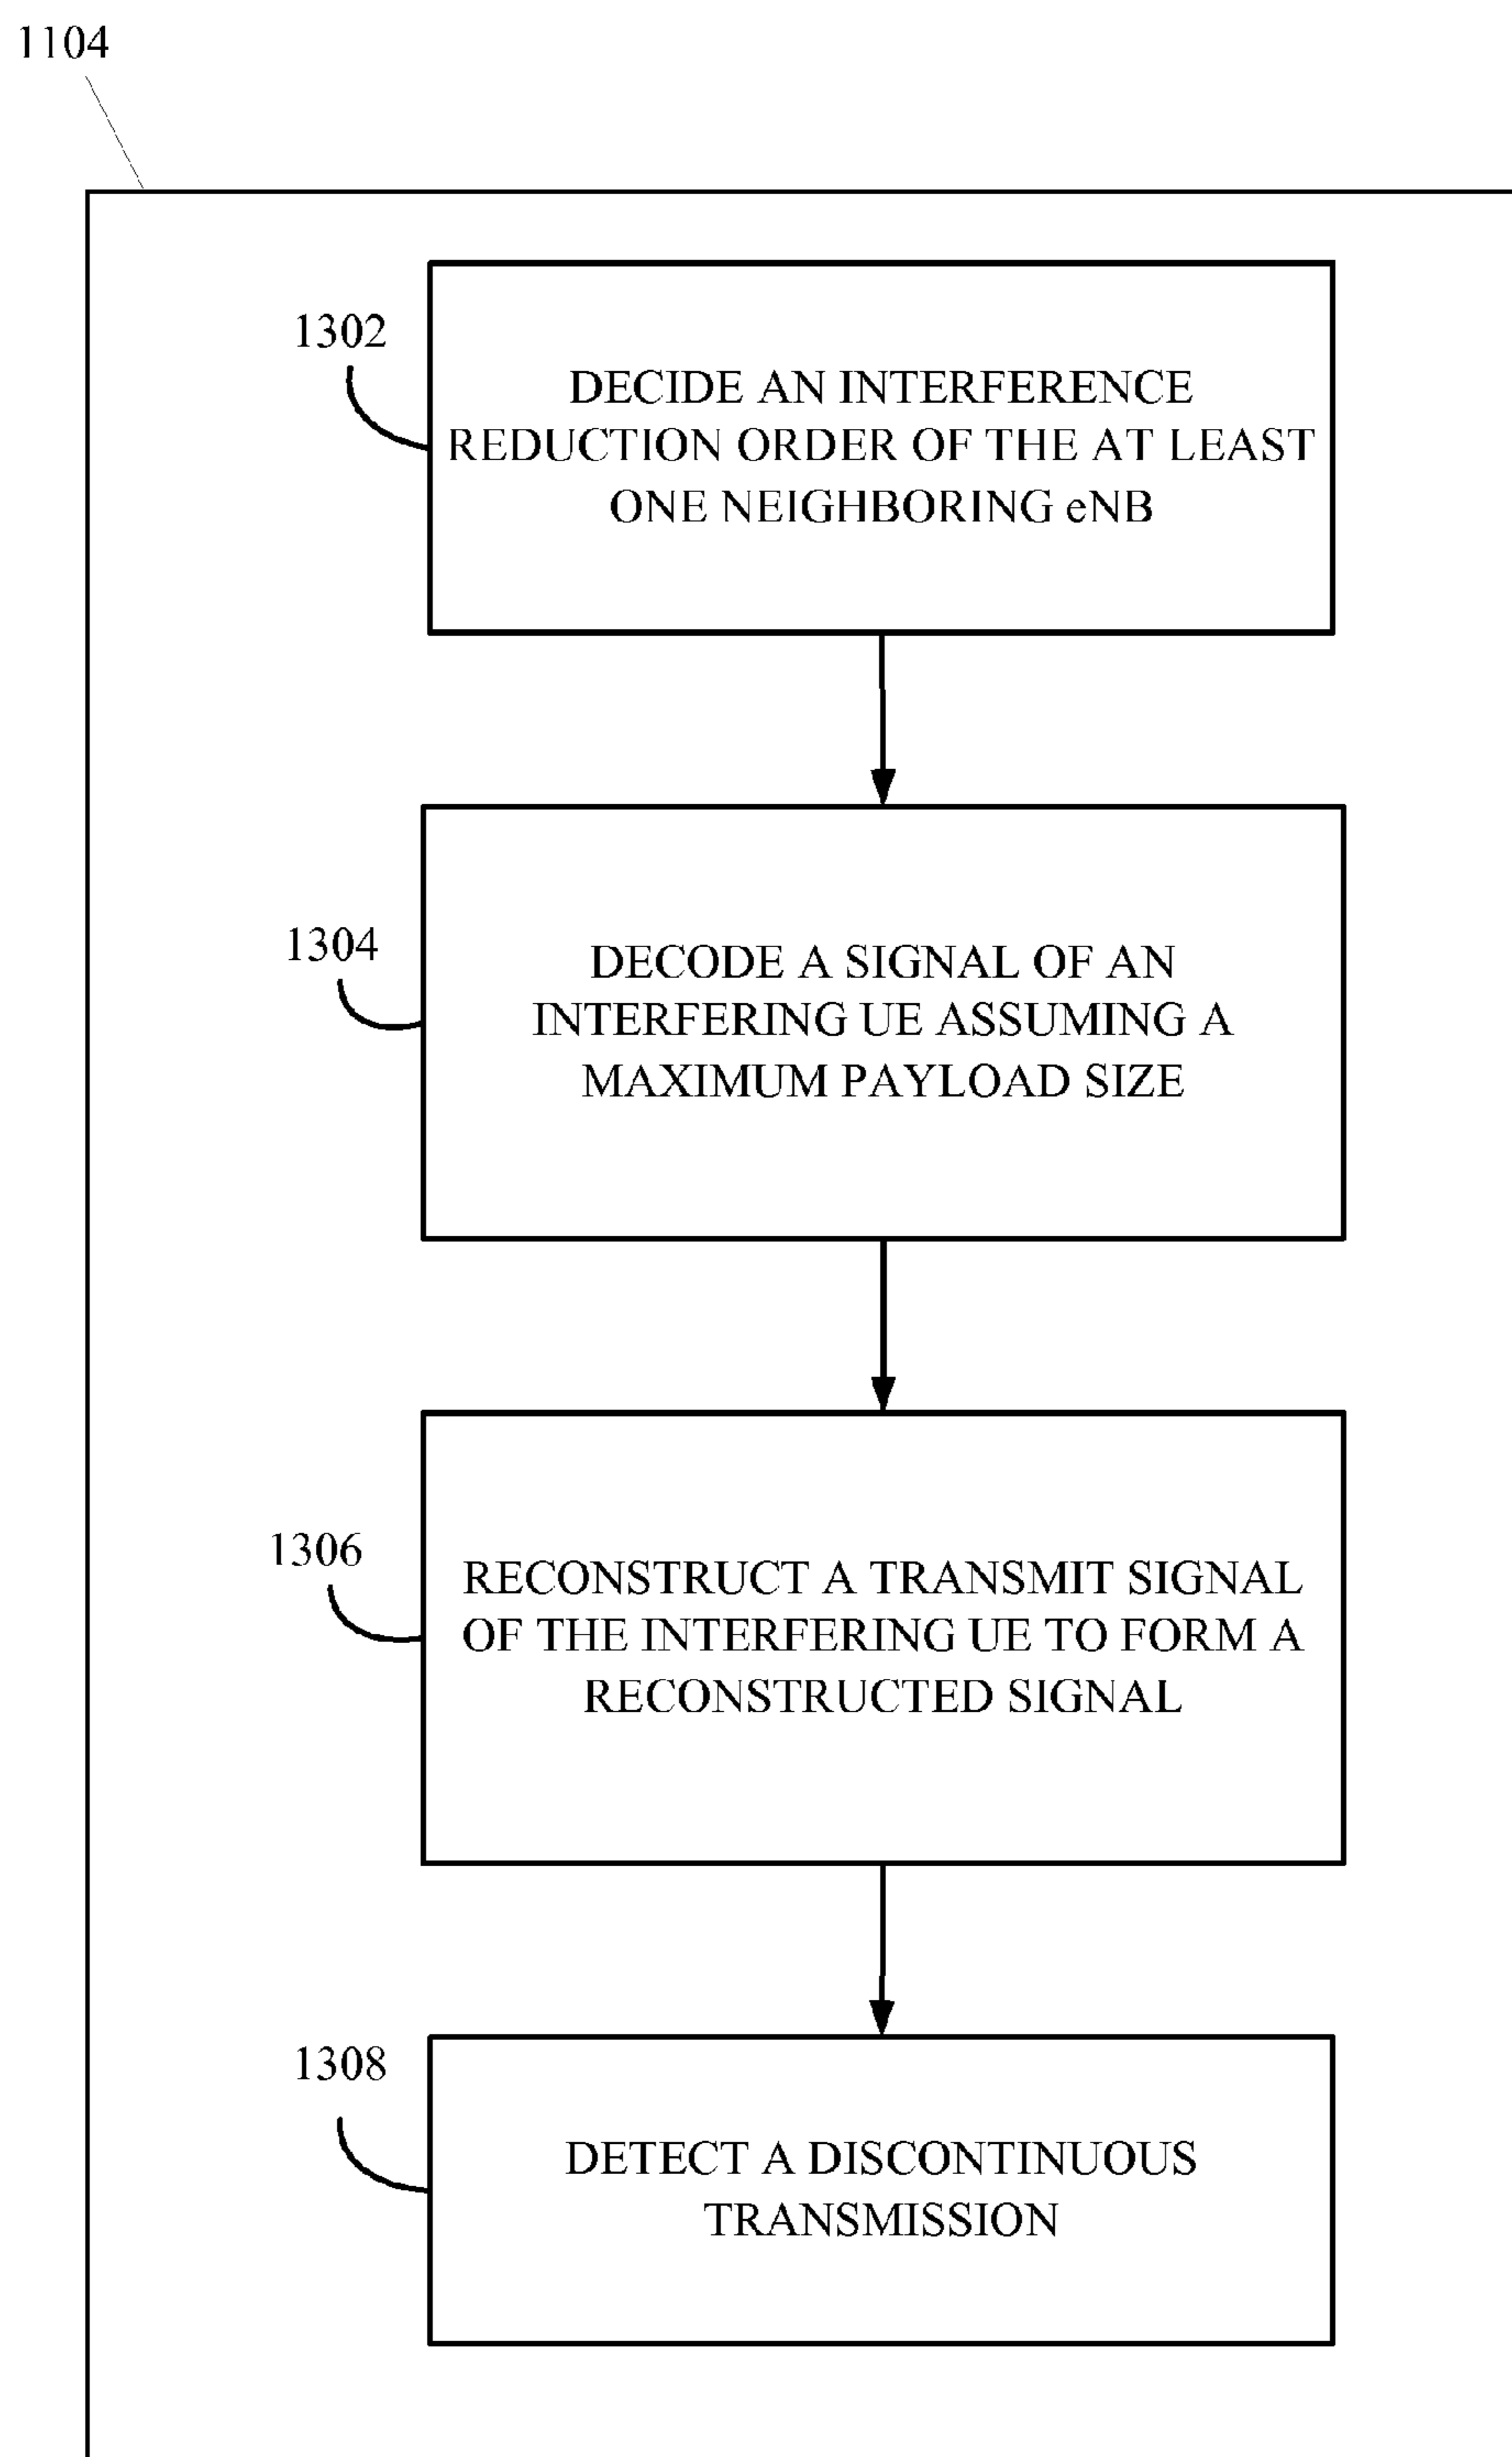 1104
1302
DECIDE AN INTERFERENCE
REDUCTION ORDER OF THE AT LEAST
ONE NEIGHBORING eNB
1304
DECODE A SIGNAL OF AN
INTERFERING UE ASSUMING A
MAXIMUM PAYLOAD SIZE
1306
RECONSTRUCT A TRANSMIT SIGNAL
OF THE INTERFERING UE TO FORM A
RECONSTRUCTED SIGNAL
1308
DETECT A DISCONTINUOUS
TRANSMISSION